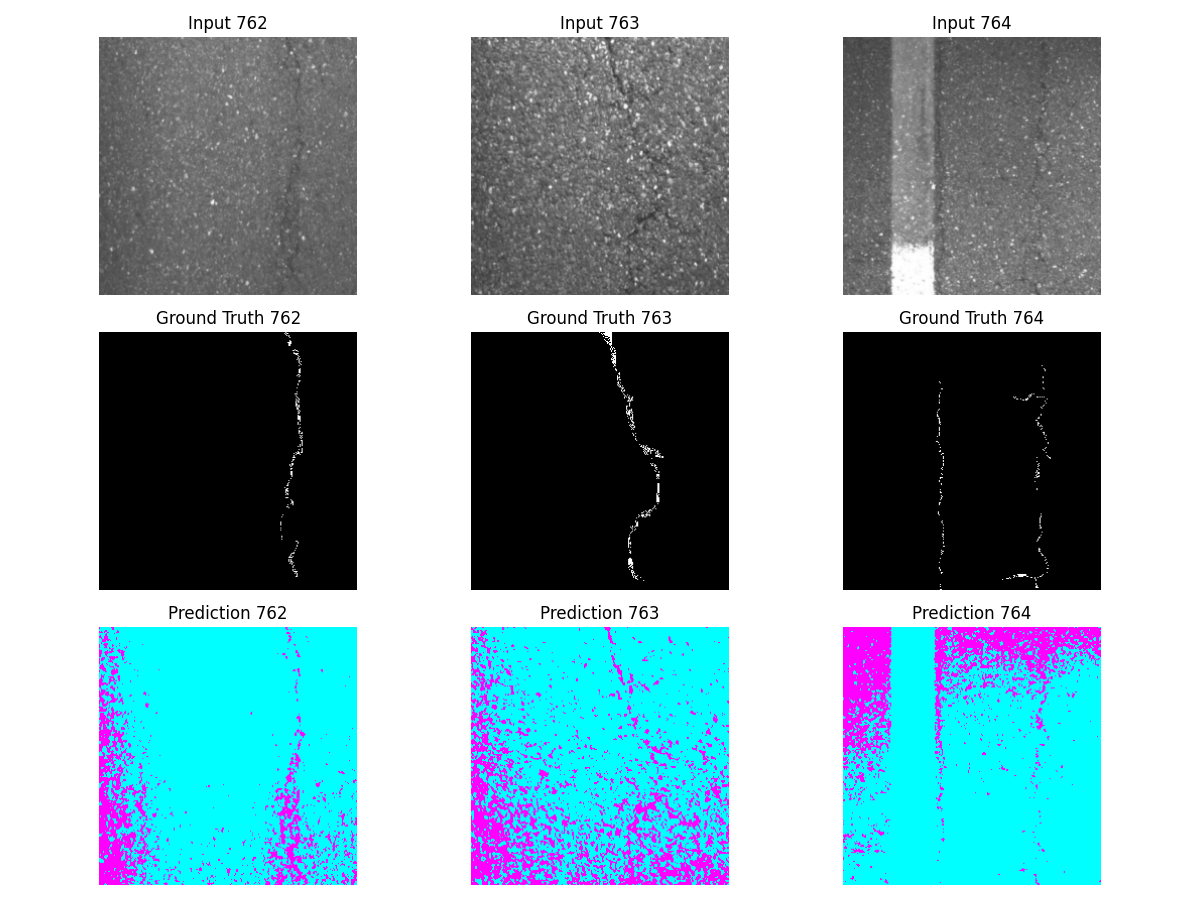 Input 762
Input 763
Input 764
Ground Truth 762
Ground Truth 763
Ground Truth 764
Prediction 762
Prediction 763
Prediction 764